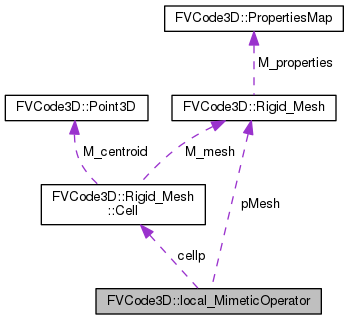 FVCode3D::PropertiesMap
M_properties
FVCode3D::Point3D
FVCode3D::Rigid_Mesh
M_centroid
M_mesh
FVCode3D::Rigid_Mesh
::Cell
pMesh
cellp
FVCode3D::local_MimeticOperator